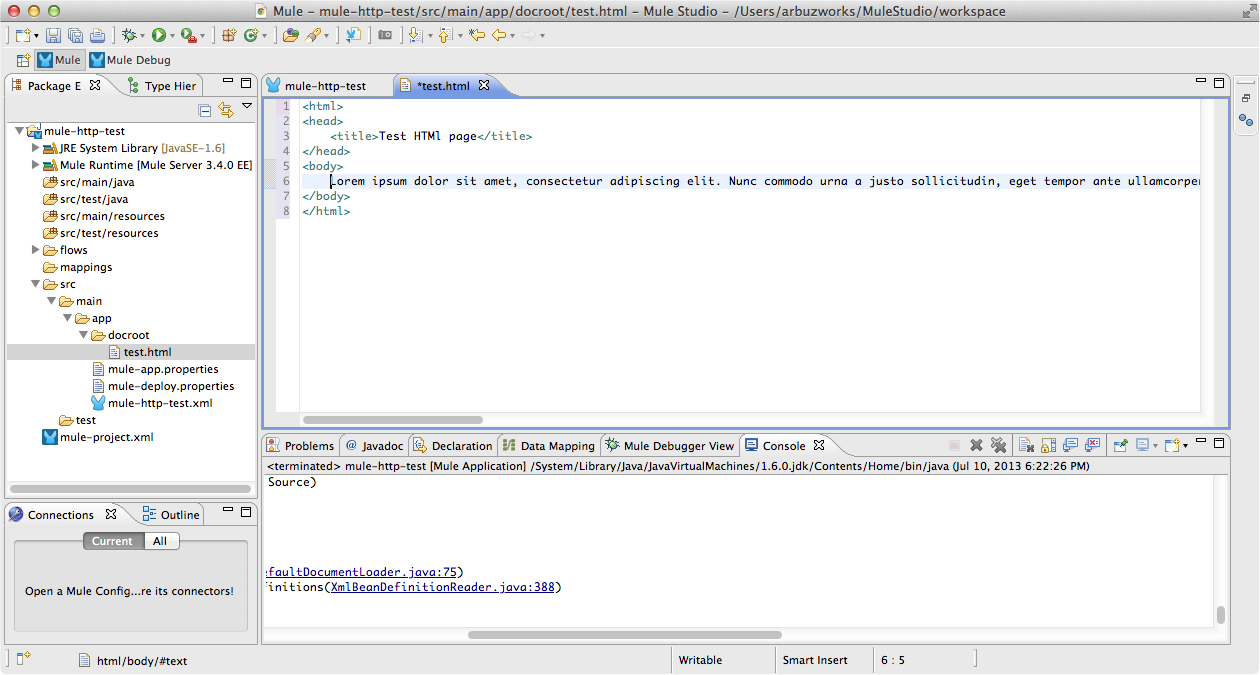 Mule – mule-http-test/src/main/app/docroot/test.html – Mule Studio – /Users/arbuzworks/MuleStudio/workspace
Mule Mule Debug
Package E Type Hier
mule-http-test
JRE System Library [JavaSE-1.6]
Mule Runtime [Mule Server 3.4.0 EE]
src/main/java
src/test/java
src/main/resources
src/test/resources
flows
mappings
src
main
app
docroot
test.html
mule-app.properties
mule-deploy.properties
mule-http-test.xml
test
mule-project.xml
mule-http-test *test.html
1 <html>
2 <head>
3 <title>Test HTMl page</title>
4 </head>
5 <body>
6 Lorem ipsum dolor sit amet, consectetur adipiscing elit. Nunc commodo urna a justo sollicitudin, eget tempor ante ullamcorper
7 </body>
8 </html>
Connections Outline
Current All
Open a Mule Config...re its connectors!
Problems @ Javadoc Declaration Data Mapping Mule Debugger View Console
<terminated> mule-http-test [Mule Application] /System/Library/Java/JavaVirtualMachines/1.6.0.jdk/Contents/Home/bin/java (Jul 10, 2013 6:22:26 PM)
Source)
efaultDocumentLoader.java:75)
initions(XmlBeanDefinitionReader.java:388)
html/body/#text Writable Smart Insert 6 : 5